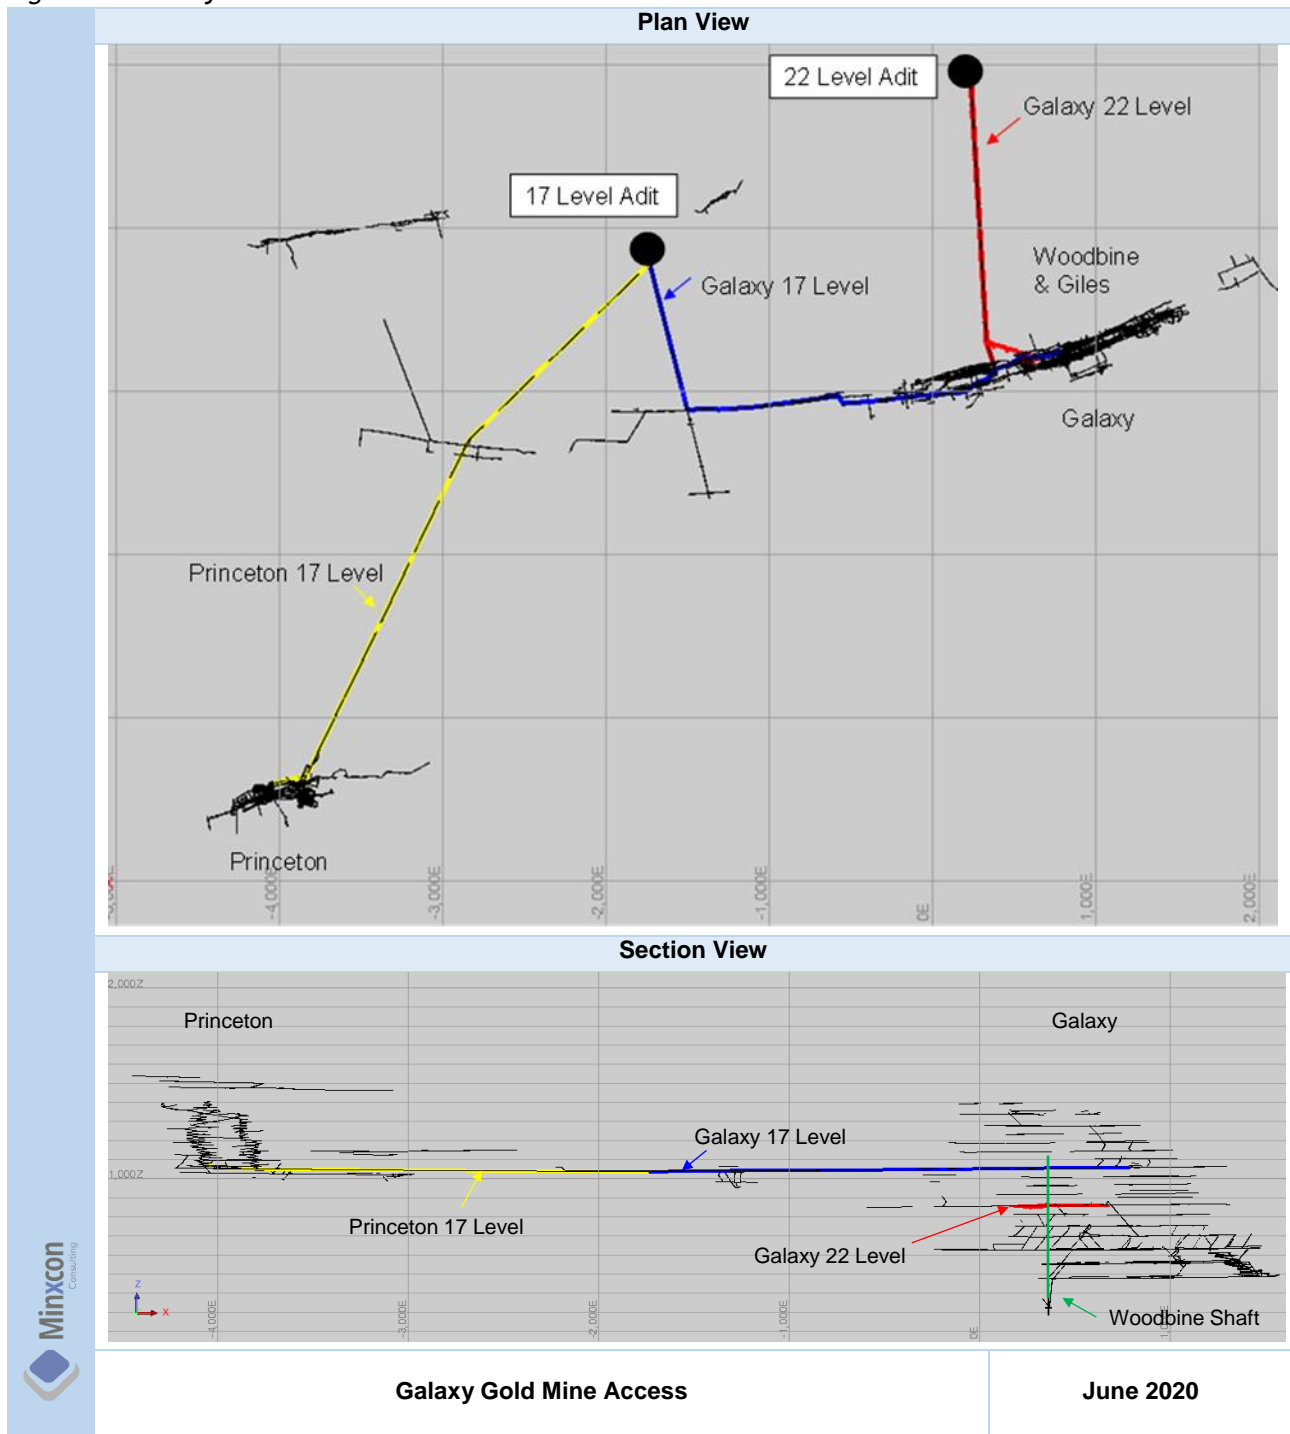 Plan View
22 Level Adit
Galaxy 22 Level
17 Level Adit
Woodbine
& Giles
Galaxy 17 Level
Galaxy
Princeton 17 Level
Princeton
-4,000E
-3,000E
-2,000E
-1,000E
0E
1,000E
2,000E
Section View
2,000Z
Princeton
Galaxy
Galaxy 17 Level
1,000Z
Princeton 17 Level
Galaxy 22 Level
Woodbine Shaft
Z
X
-4,000E
-3,000E
-2,000E
-1,000E
0E
Minxcon
Consulting
Galaxy Gold Mine Access
June 2020